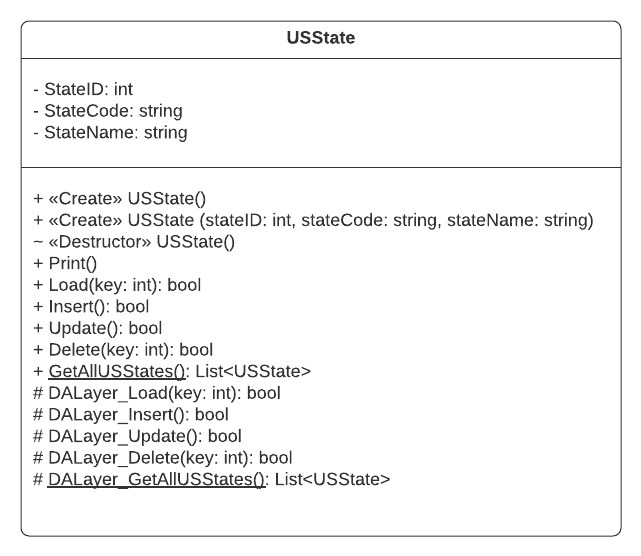 USState
- StateID: int
- StateCode: string
- StateName: string
+ «Create» USState()
+ «Create» USState (stateID: int, stateCode: string, stateName: string)
~ «Destructor» USState()
+ Print()
+ Load(key: int): bool
+ Insert(): bool
+ Update(): bool
+ Delete(key: int): bool
+ GetAllUSStates(): List<USState>
# DALayer_Load(key: int): bool
# DALayer_Insert(): bool
# DALayer_Update(): bool
# DALayer_Delete(key: int): bool
# DALayer_GetAllUSStates(): List<USState>